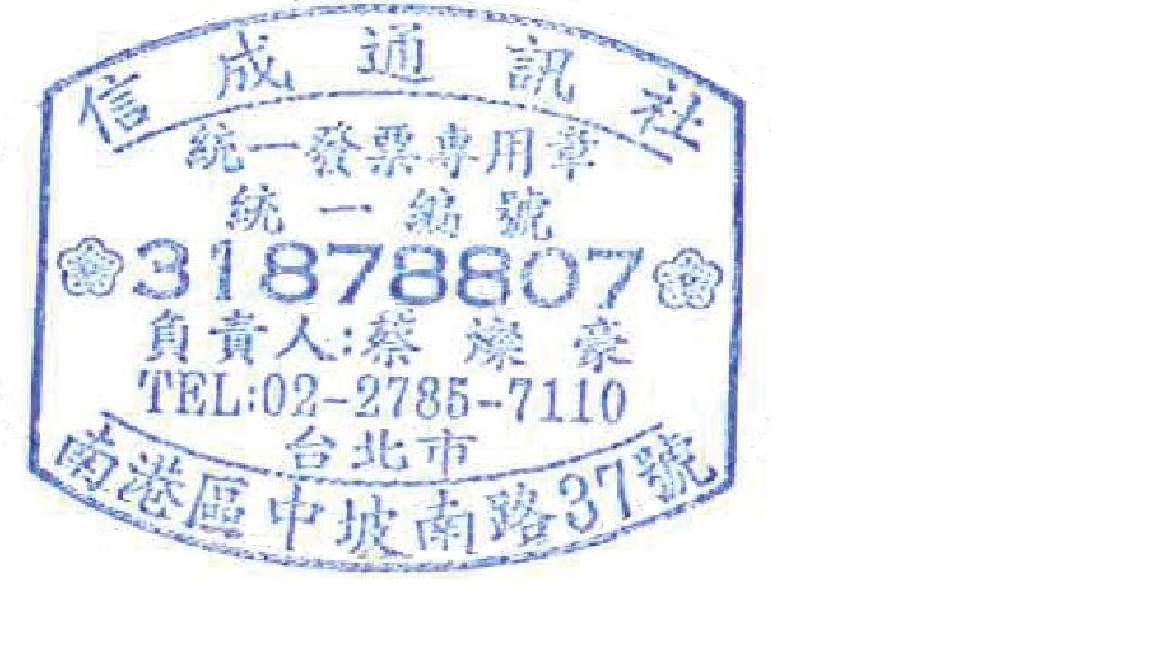 信成通訊社
統一發票專用章
統一編號
31878807
負責人:蔡燦豪
TEL:02-2785-7110
台北市
南港區中坡南路37號